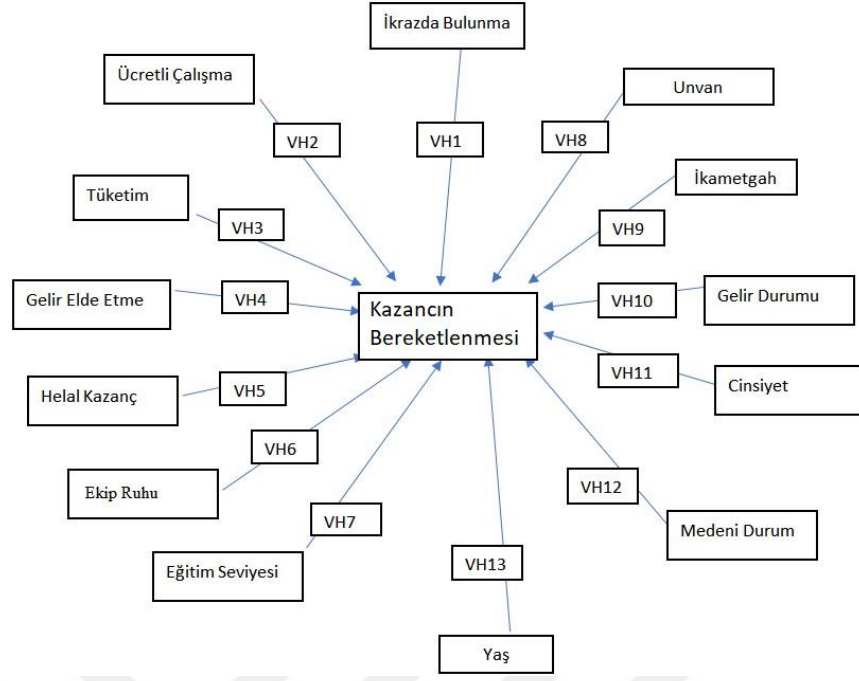 İkrazda Bulunma
Ücretli Çalışma
Unvan
VH2
VH1
VH8
İkametgah
Tüketim
VH3
VH9
Gelir Elde Etme
VH4
Kazancın
Bereketlenmesi
VH10
Gelir Durumu
Helal Kazanç
VH5
VH11
Cinsiyet
VH6
Ekip Ruhu
VH12
VH7
Medeni Durum
Eğitim Seviyesi
VH13
Yaş